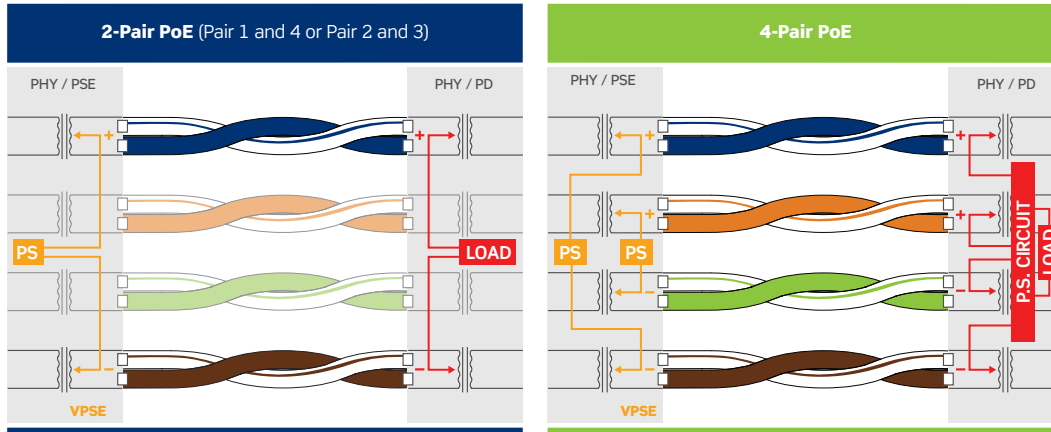 2-Pair PoE (Pair 1 and 4 or Pair 2 and 3)
PHY / PSE
PHY / PD
+
+
PS
LOAD
–
–
VPSE
4-Pair PoE
PHY / PSE
PHY / PD
+
+
+
+
PS
PS
P.S. CIRCUIT
LOAD
–
–
–
–
VPSE